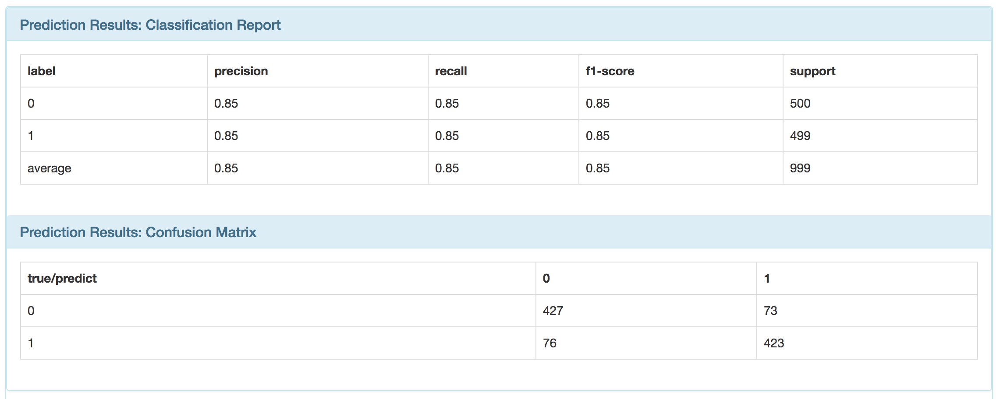 Prediction Results: Classification Report
label precision recall f1-score support
0 0.85 0.85 0.85 500
1 0.85 0.85 0.85 499
average 0.85 0.85 0.85 999
Prediction Results: Confusion Matrix
true/predict 0 1
0 427 73
1 76 423